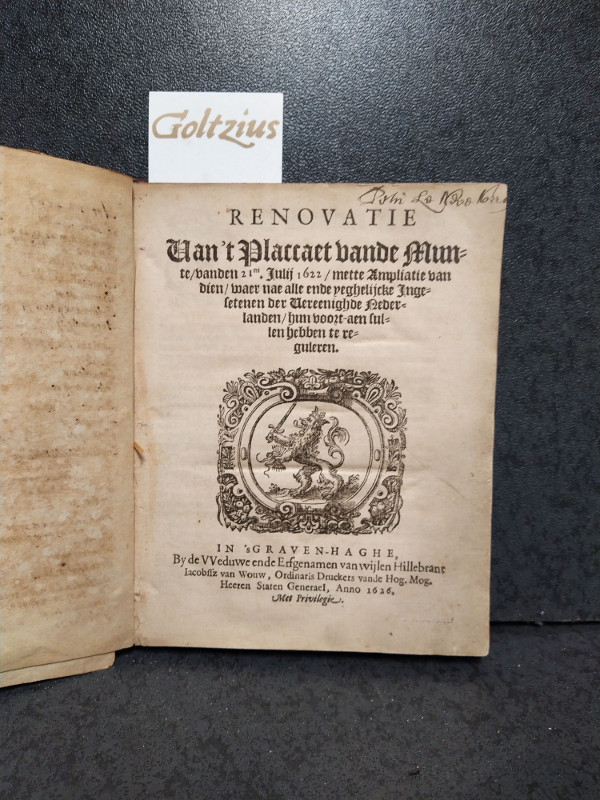 Goltzius
RENOVATIE
Van't Placcaet vande Mun-
te/vanden 21en. Julij 1622/mette Ampliatie van
dien/waer nae alle ende yeghelijcke Inge-
setenen der Vereenighde Neder-
landen/hun voort-aen sul-
len hebben te re-
guleren.
IN 'sGRAVEN-HAGHE,
By de VVeduwe ende Erfgenamen van wijlen Hillebrant
Iacobssz van Wouw, Ordinaris Druckers vande Hog. Mog.
Heeren Staten Generael, Anno 1626.
Met Privilegie.